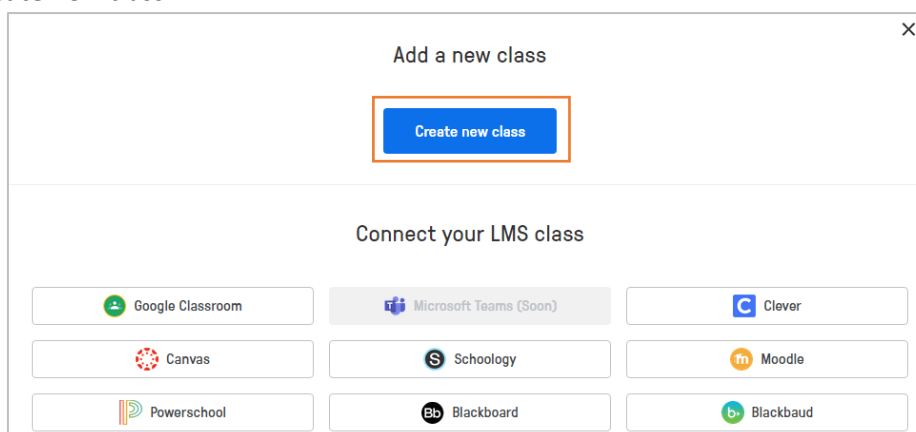 Add a new class
Create new class
Connect your LMS class
Google Classroom
Microsoft Teams (Soon)
Clever
Canvas
Schoology
Moodle
Powerschool
Blackboard
Blackbaud